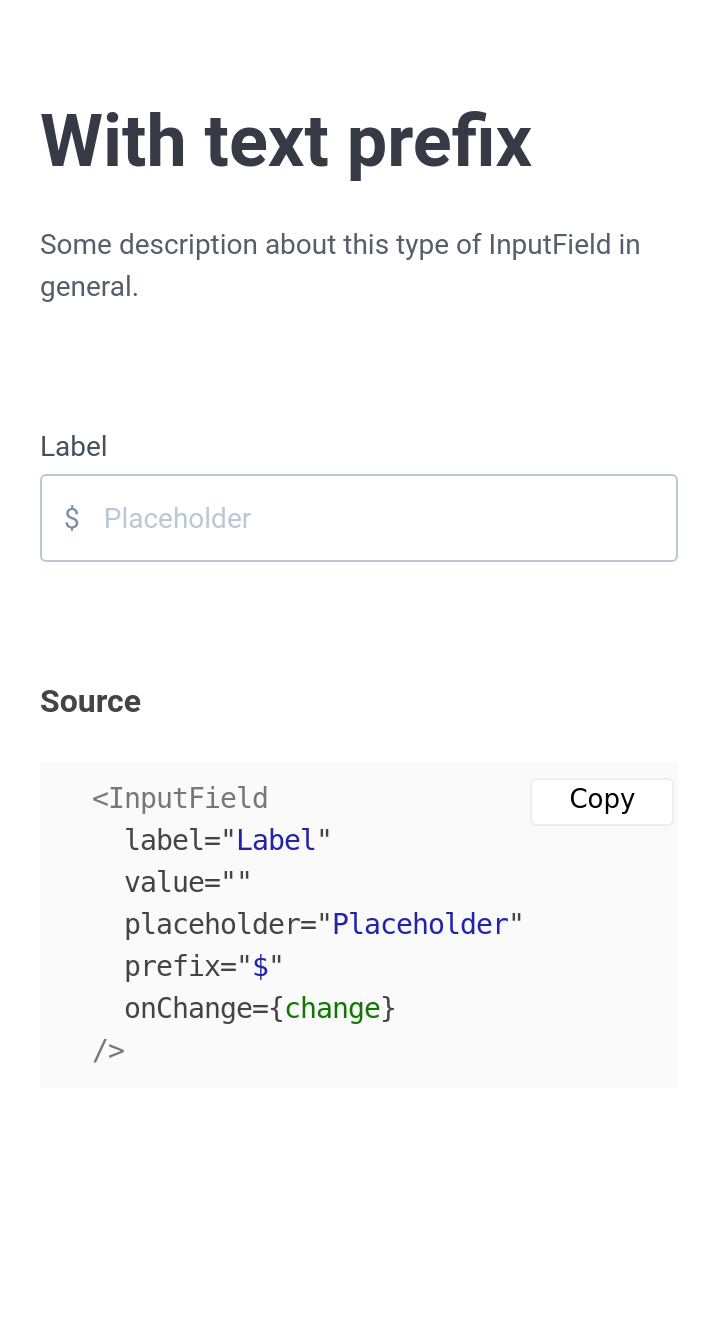 With text prefix
Some description about this type of InputField in
general.
Label
$ Placeholder
Source
<InputField
Copy
label="Label"
value=""
placeholder="Placeholder"
prefix="$"
onChange={change}
/>